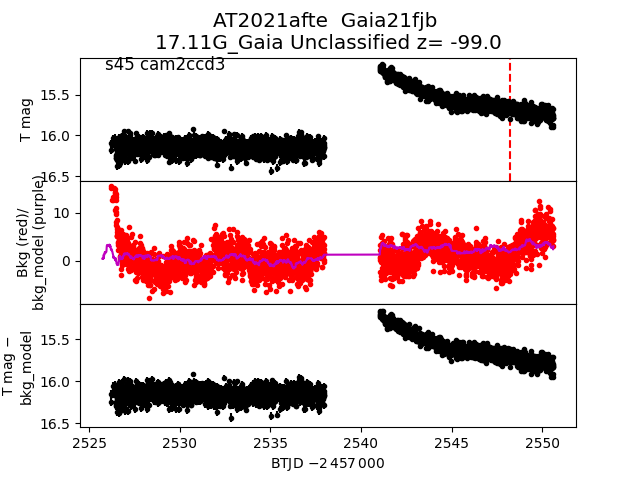 AT2021afte  Gaia21fjb
17.11G_Gaia Unclassified z= -99.0
s45 cam2ccd3
T mag
15.5
16.0
16.5
Bkg (red)/
bkg_model (purple)
10
0
T mag −
bkg_model
15.5
16.0
16.5
2525 2530 2535 2540 2545 2550
BTJD −2 457 000